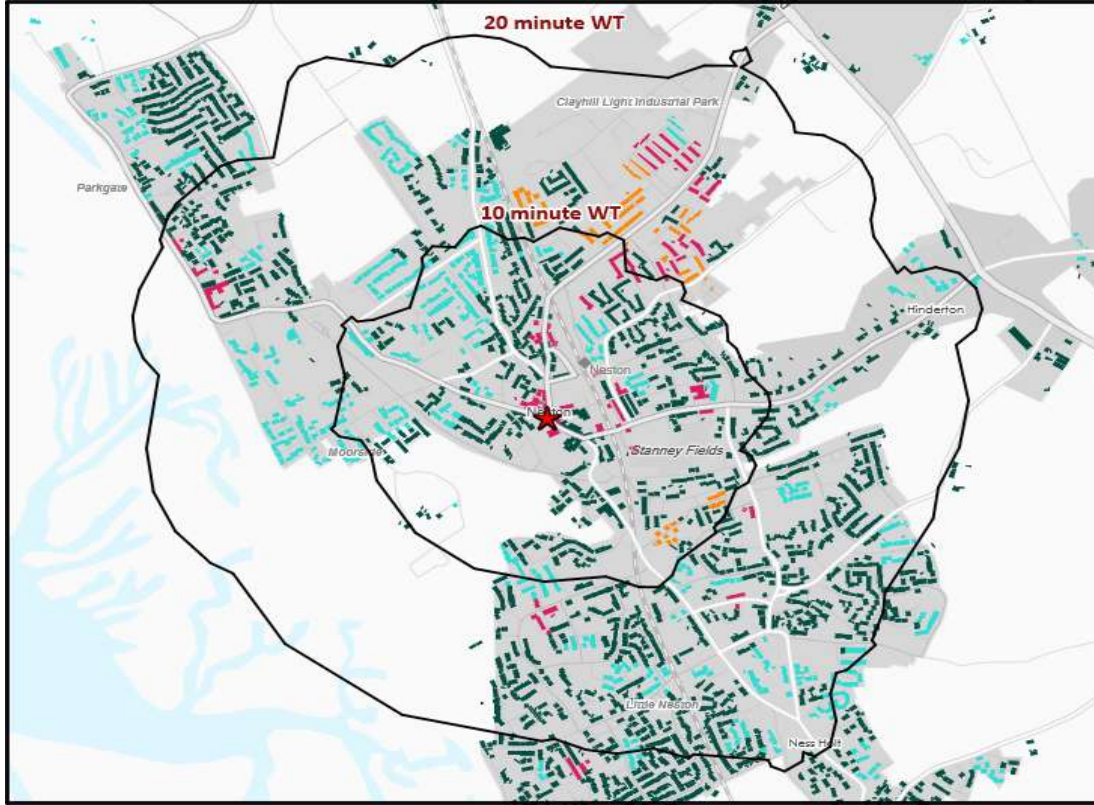 20 minute WT
Clayhill Light Industrial Park
Parkgate
10 minute WT
Hinderton
Neston
Neston
Stanney Fields
Moorside
Little Neston
Ness Holt